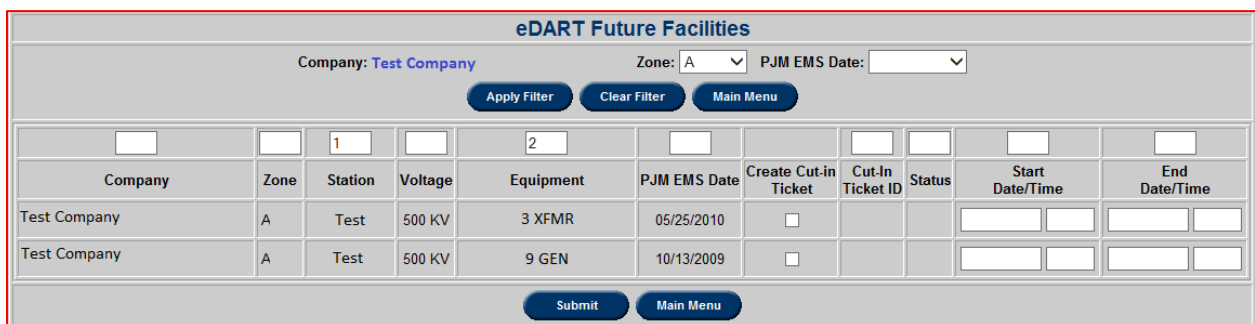 eDART Future Facilities
Company: Test Company Zone: A PJM EMS Date:
Apply Filter Clear Filter Main Menu
1 2
Company Zone Station Voltage Equipment PJM EMS Date Create Cut-in Ticket Cut-In Ticket ID Status Start Date/Time End Date/Time
Test Company A Test 500 KV 3 XFMR 05/25/2010
Test Company A Test 500 KV 9 GEN 10/13/2009
Submit Main Menu